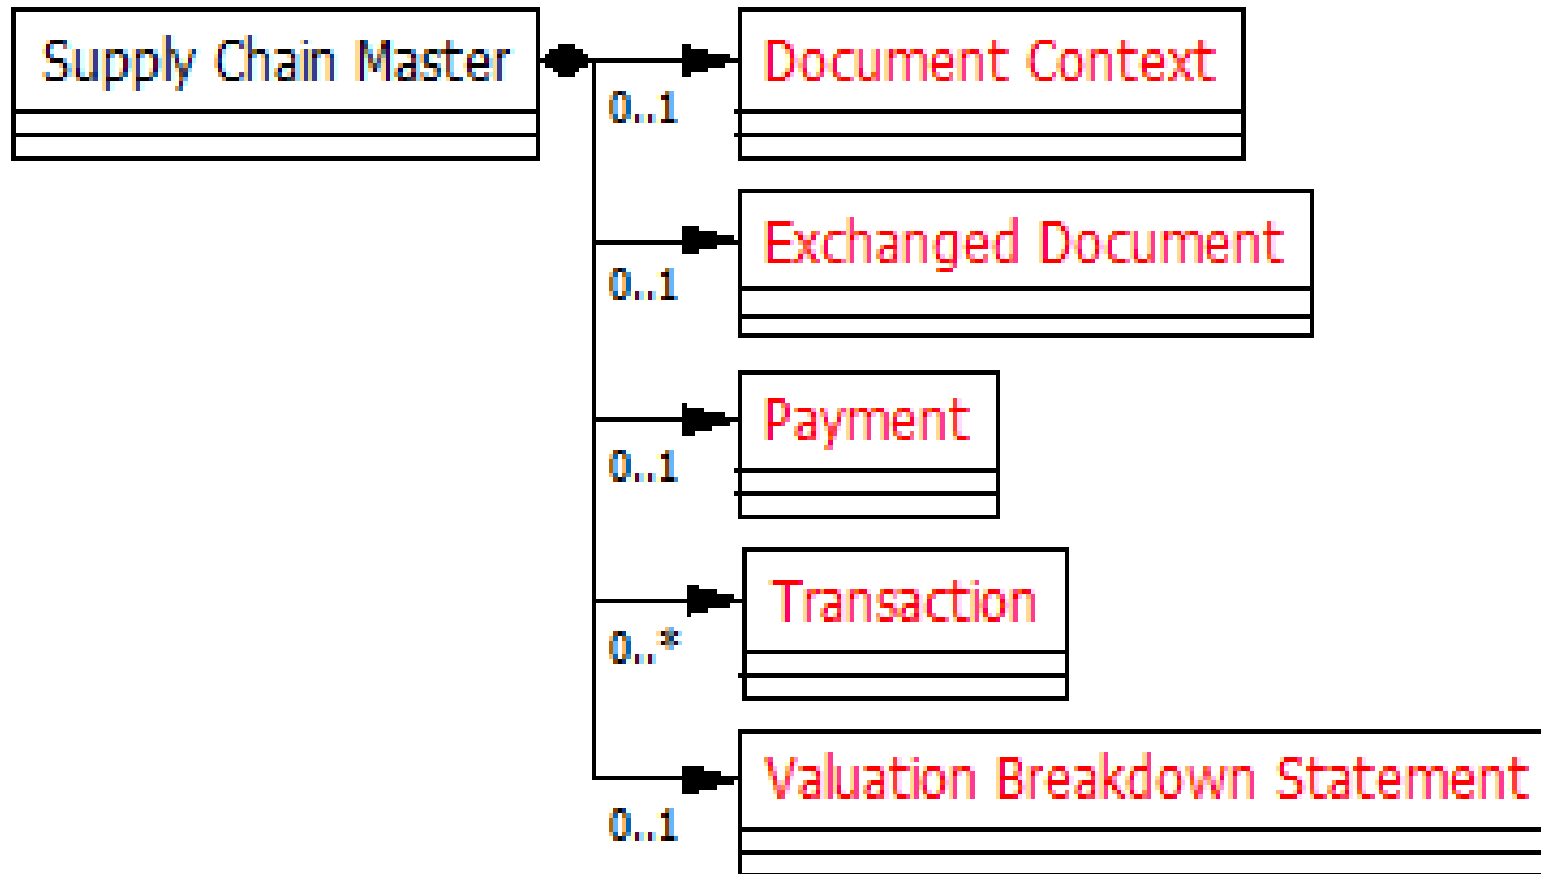 Supply Chain Master
Document Context
0..1
Exchanged Document
0..1
Payment
0..1
Transaction
0..*
Valuation Breakdown Statement
0..1